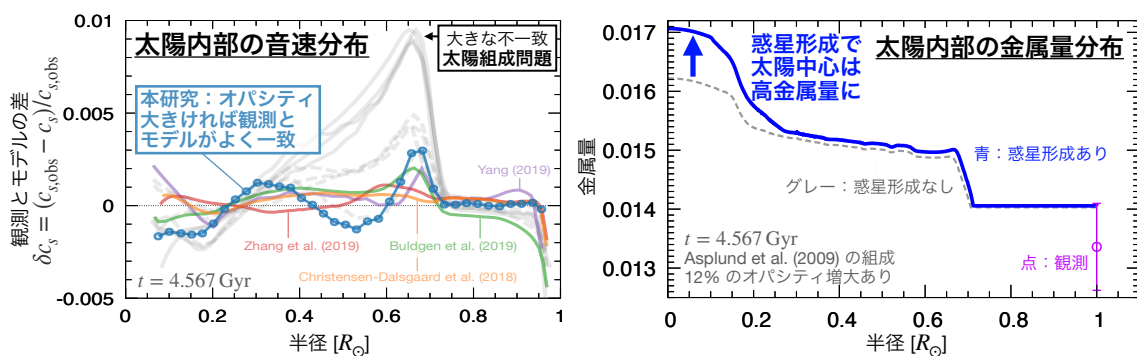 太陽内部の音速分布
大きな不一致
太陽組成問題
本研究：オパシティ
大きければ観測と
モデルがよく一致
Yang (2019)
Zhang et al. (2019)
Buldgen et al. (2019)
Christensen-Dalsgaard et al. (2018)
t = 4.567 Gyr
観測とモデルの差
δc_s = (c_s,obs − c_s)/c_s,obs
0.01
0.005
0
-0.005
0 0.2 0.4 0.6 0.8 1
半径 [R☉]
太陽内部の金属量分布
惑星形成で
太陽中心は
高金属量に
青：惑星形成あり
グレー：惑星形成なし
t = 4.567 Gyr
Asplund et al. (2009) の組成
12% のオパシティ増大あり
点：観測
金属量
0.017
0.016
0.015
0.014
0.013
0 0.2 0.4 0.6 0.8 1
半径 [R☉]